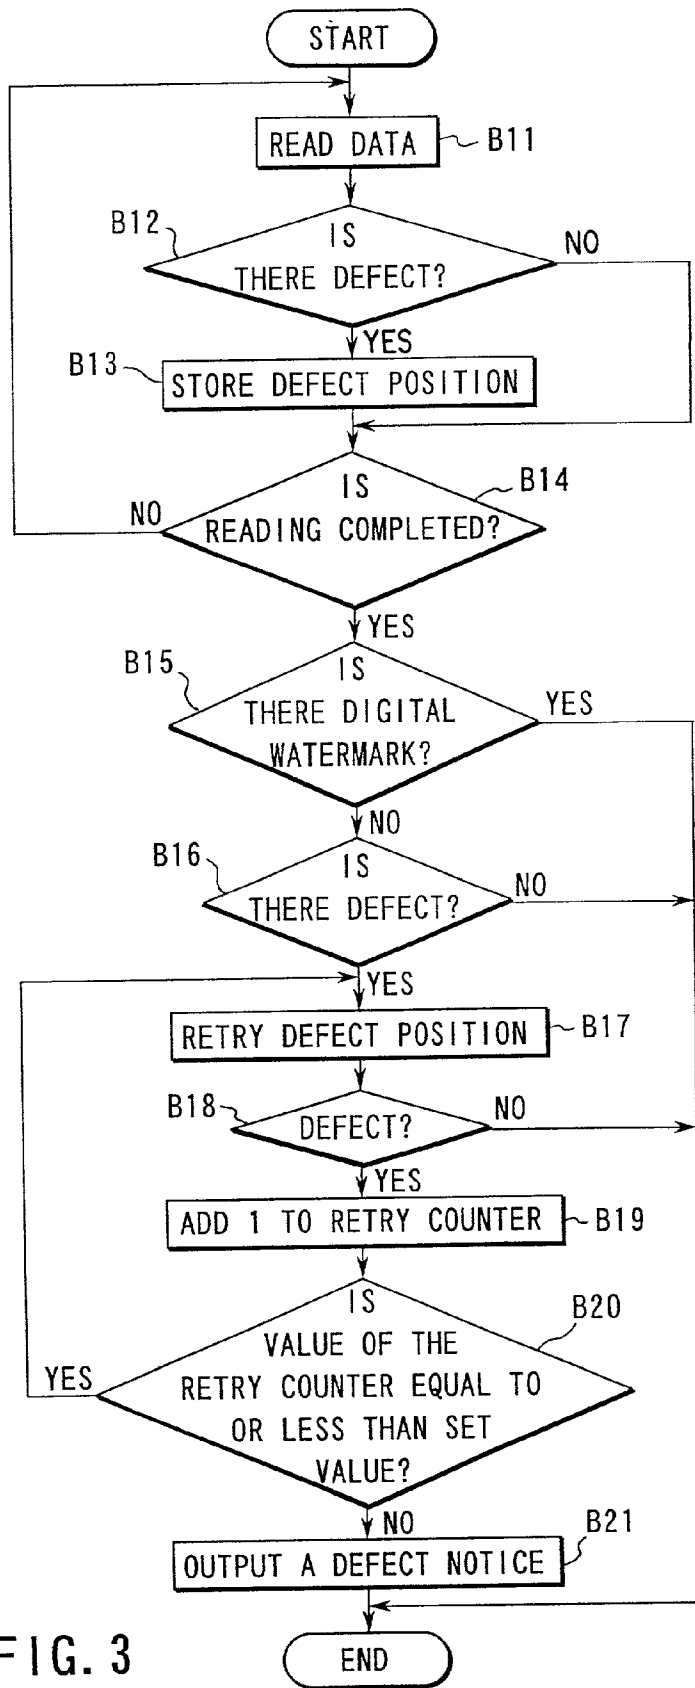 START
READ DATA
B11
B12
IS
THERE DEFECT?
NO
YES
B13
STORE DEFECT POSITION
B14
IS
READING COMPLETED?
NO
YES
B15
IS
THERE DIGITAL
WATERMARK?
YES
NO
B16
IS
THERE DEFECT?
NO
YES
RETRY DEFECT POSITION
B17
B18
DEFECT?
NO
YES
ADD 1 TO RETRY COUNTER
B19
IS
VALUE OF THE
RETRY COUNTER EQUAL TO
OR LESS THAN SET
VALUE?
B20
YES
NO
B21
OUTPUT A DEFECT NOTICE
END
FIG. 3